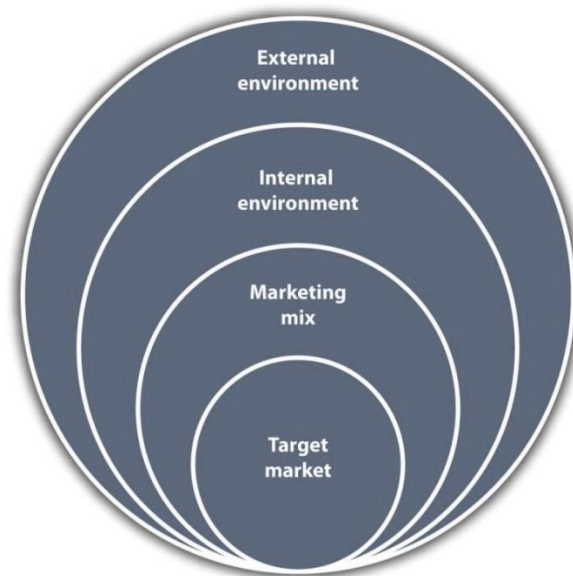 External
environment
Internal
environment
Marketing
mix
Target
market